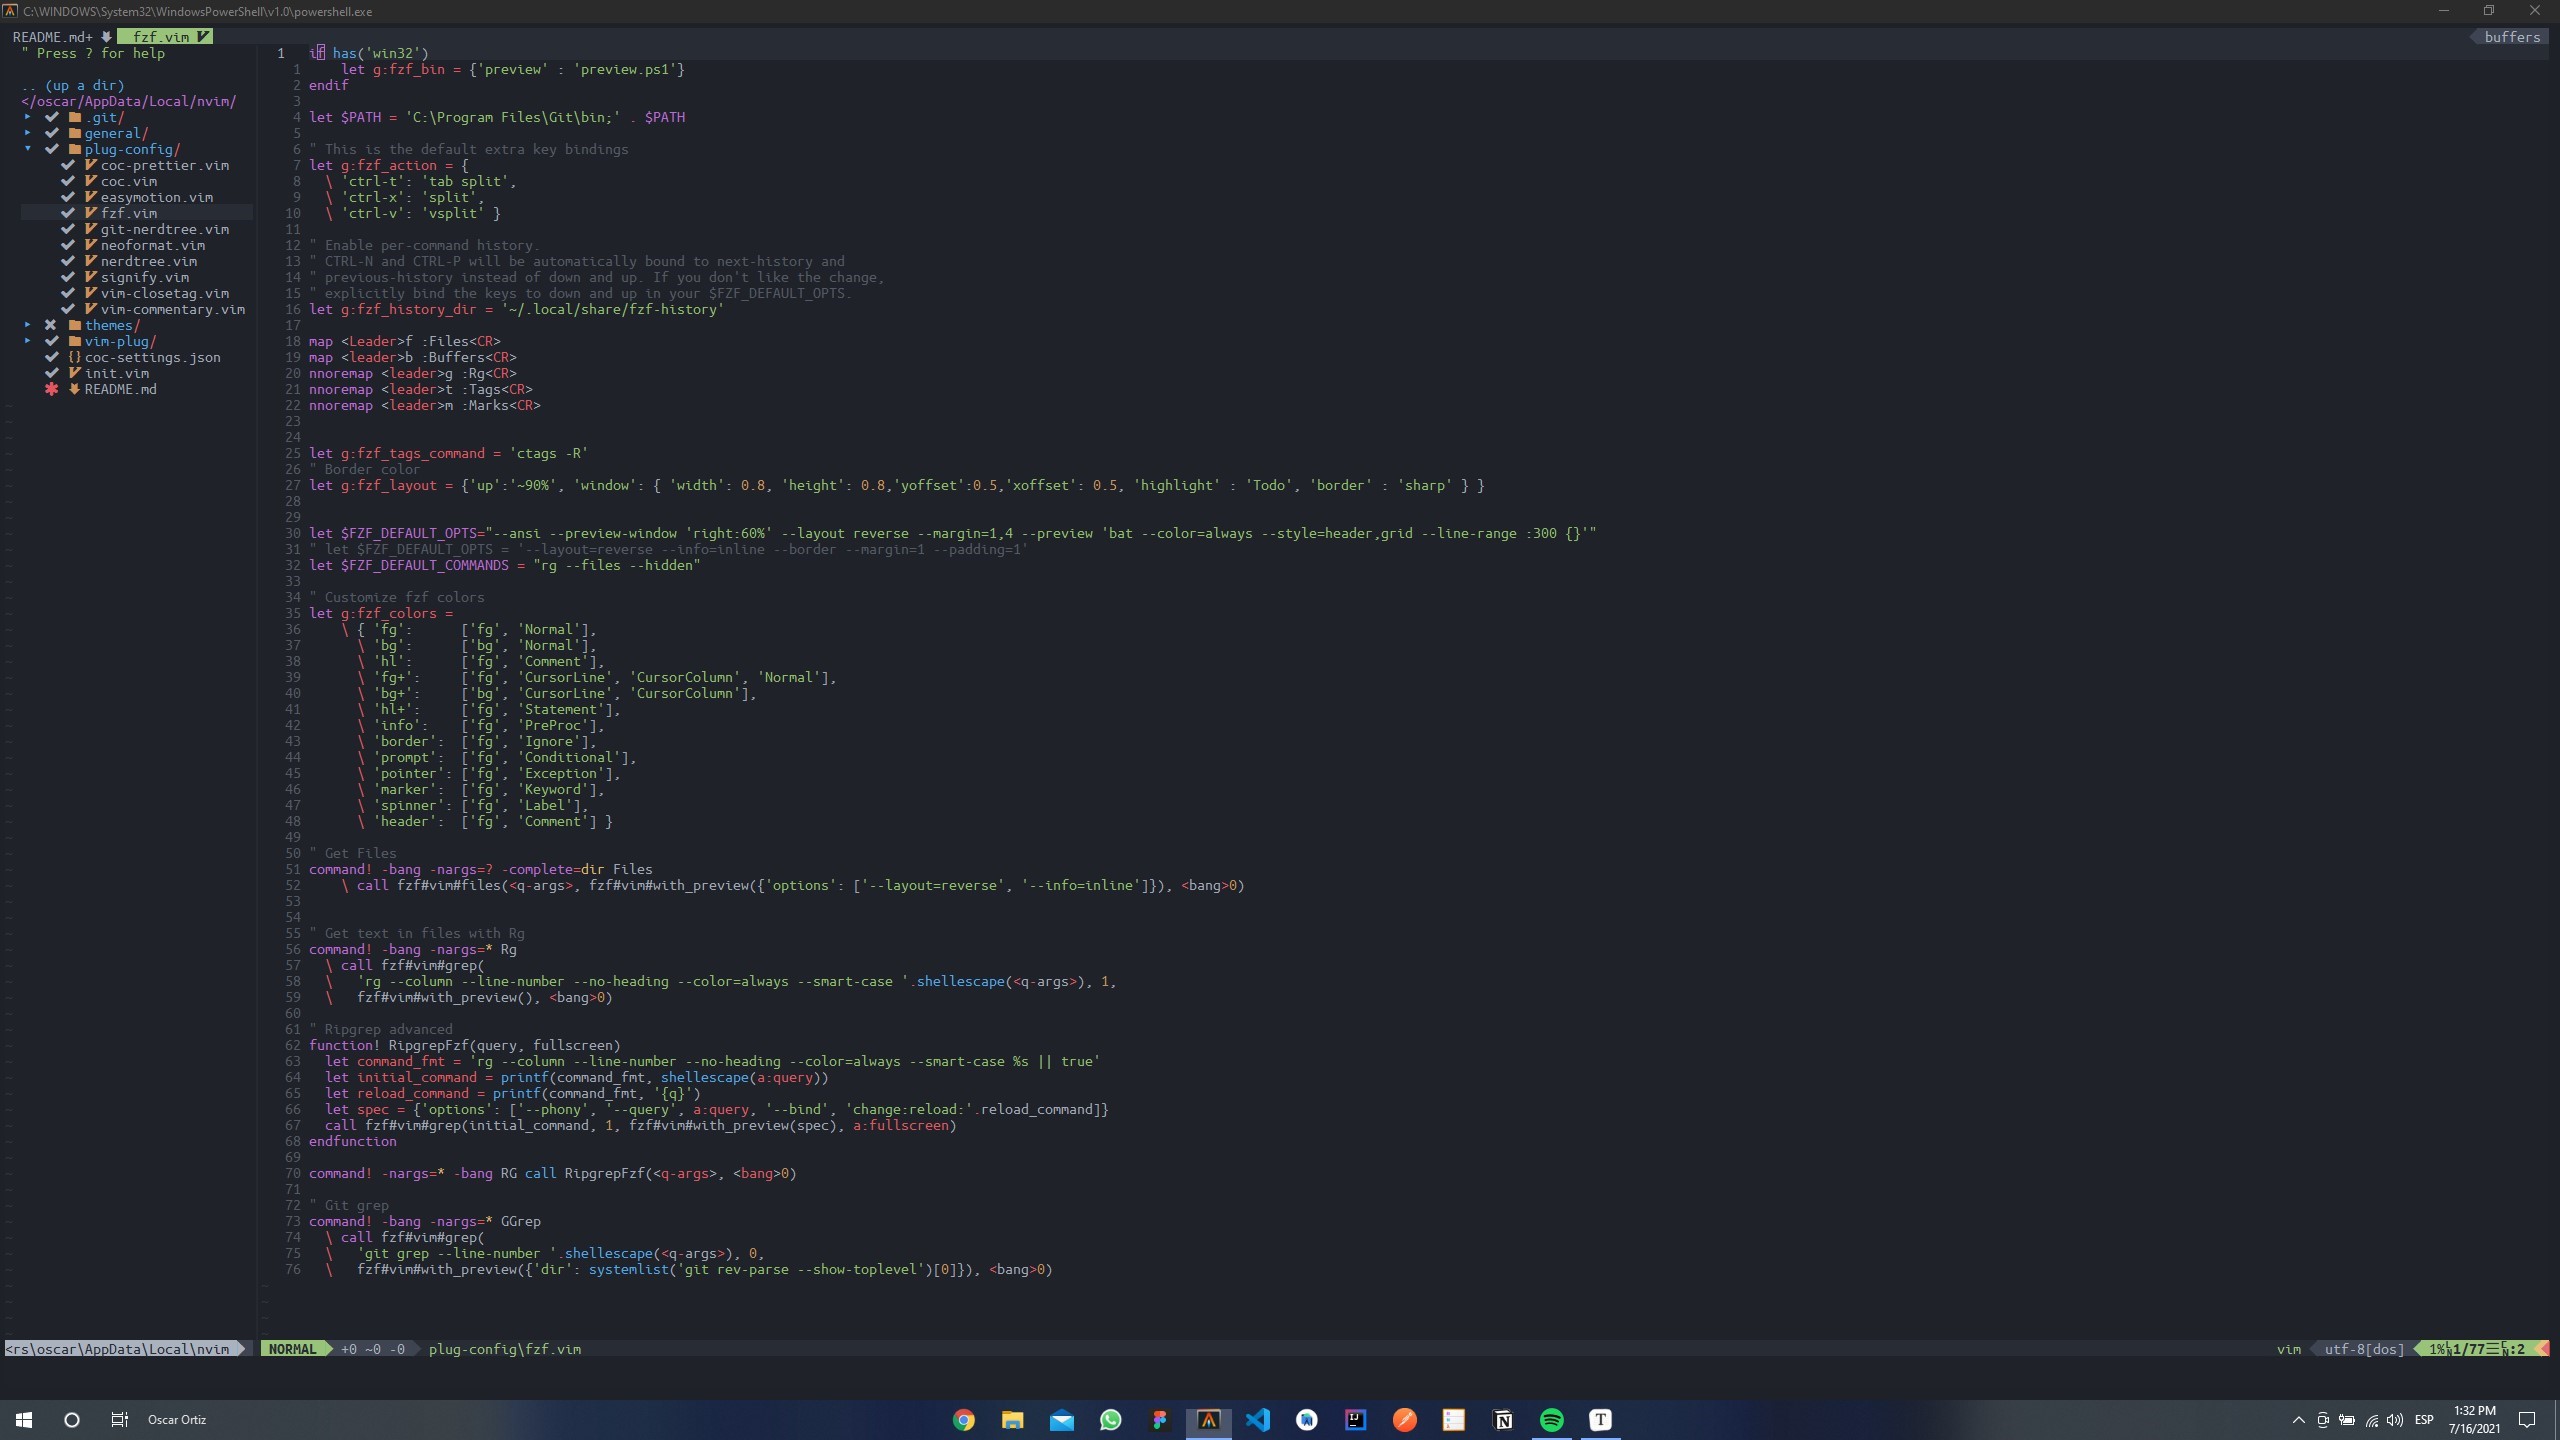 C:\WINDOWS\System32\WindowsPowerShell\v1.0\powershell.exe
README.md+ fzf.vim buffers
" Press ? for help
.. (up a dir)
</oscar/AppData/Local/nvim/
.git/
general/
plug-config/
coc-prettier.vim
coc.vim
easymotion.vim
fzf.vim
git-nerdtree.vim
neoformat.vim
nerdtree.vim
signify.vim
vim-closetag.vim
vim-commentary.vim
themes/
vim-plug/
{} coc-settings.json
init.vim
README.md
1 if has('win32')
1 let g:fzf_bin = {'preview' : 'preview.ps1'}
2 endif
3
4 let $PATH = 'C:\Program Files\Git\bin;' . $PATH
5
6 " This is the default extra key bindings
7 let g:fzf_action = {
8 \ 'ctrl-t': 'tab split',
9 \ 'ctrl-x': 'split',
10 \ 'ctrl-v': 'vsplit' }
11
12 " Enable per-command history.
13 " CTRL-N and CTRL-P will be automatically bound to next-history and
14 " previous-history instead of down and up. If you don't like the change,
15 " explicitly bind the keys to down and up in your $FZF_DEFAULT_OPTS.
16 let g:fzf_history_dir = '~/.local/share/fzf-history'
17
18 map <Leader>f :Files<CR>
19 map <leader>b :Buffers<CR>
20 nnoremap <leader>g :Rg<CR>
21 nnoremap <leader>t :Tags<CR>
22 nnoremap <leader>m :Marks<CR>
23
24
25 let g:fzf_tags_command = 'ctags -R'
26 " Border color
27 let g:fzf_layout = {'up':'~90%', 'window': { 'width': 0.8, 'height': 0.8,'yoffset':0.5,'xoffset': 0.5, 'highlight' : 'Todo', 'border' : 'sharp' } }
28
29
30 let $FZF_DEFAULT_OPTS="--ansi --preview-window 'right:60%' --layout reverse --margin=1,4 --preview 'bat --color=always --style=header,grid --line-range :300 {}'"
31 " let $FZF_DEFAULT_OPTS = '--layout=reverse --info=inline --border --margin=1 --padding=1'
32 let $FZF_DEFAULT_COMMANDS = "rg --files --hidden"
33
34 " Customize fzf colors
35 let g:fzf_colors =
36 \ { 'fg': ['fg', 'Normal'],
37 \ 'bg': ['bg', 'Normal'],
38 \ 'hl': ['fg', 'Comment'],
39 \ 'fg+': ['fg', 'CursorLine', 'CursorColumn', 'Normal'],
40 \ 'bg+': ['bg', 'CursorLine', 'CursorColumn'],
41 \ 'hl+': ['fg', 'Statement'],
42 \ 'info': ['fg', 'PreProc'],
43 \ 'border': ['fg', 'Ignore'],
44 \ 'prompt': ['fg', 'Conditional'],
45 \ 'pointer': ['fg', 'Exception'],
46 \ 'marker': ['fg', 'Keyword'],
47 \ 'spinner': ['fg', 'Label'],
48 \ 'header': ['fg', 'Comment'] }
49
50 " Get Files
51 command! -bang -nargs=? -complete=dir Files
52 \ call fzf#vim#files(<q-args>, fzf#vim#with_preview({'options': ['--layout=reverse', '--info=inline']}), <bang>0)
53
54
55 " Get text in files with Rg
56 command! -bang -nargs=* Rg
57 \ call fzf#vim#grep(
58 \ 'rg --column --line-number --no-heading --color=always --smart-case '.shellescape(<q-args>), 1,
59 \ fzf#vim#with_preview(), <bang>0)
60
61 " Ripgrep advanced
62 function! RipgrepFzf(query, fullscreen)
63 let command_fmt = 'rg --column --line-number --no-heading --color=always --smart-case %s || true'
64 let initial_command = printf(command_fmt, shellescape(a:query))
65 let reload_command = printf(command_fmt, '{q}')
66 let spec = {'options': ['--phony', '--query', a:query, '--bind', 'change:reload:'.reload_command]}
67 call fzf#vim#grep(initial_command, 1, fzf#vim#with_preview(spec), a:fullscreen)
68 endfunction
69
70 command! -nargs=* -bang RG call RipgrepFzf(<q-args>, <bang>0)
71
72 " Git grep
73 command! -bang -nargs=* GGrep
74 \ call fzf#vim#grep(
75 \ 'git grep --line-number '.shellescape(<q-args>), 0,
76 \ fzf#vim#with_preview({'dir': systemlist('git rev-parse --show-toplevel')[0]}), <bang>0)
<rs\oscar\AppData\Local\nvim NORMAL +0 ~0 -0 plug-config\fzf.vim vim utf-8[dos] 1% 1/77 :2
Oscar Ortiz ESP 1:32 PM
7/16/2021